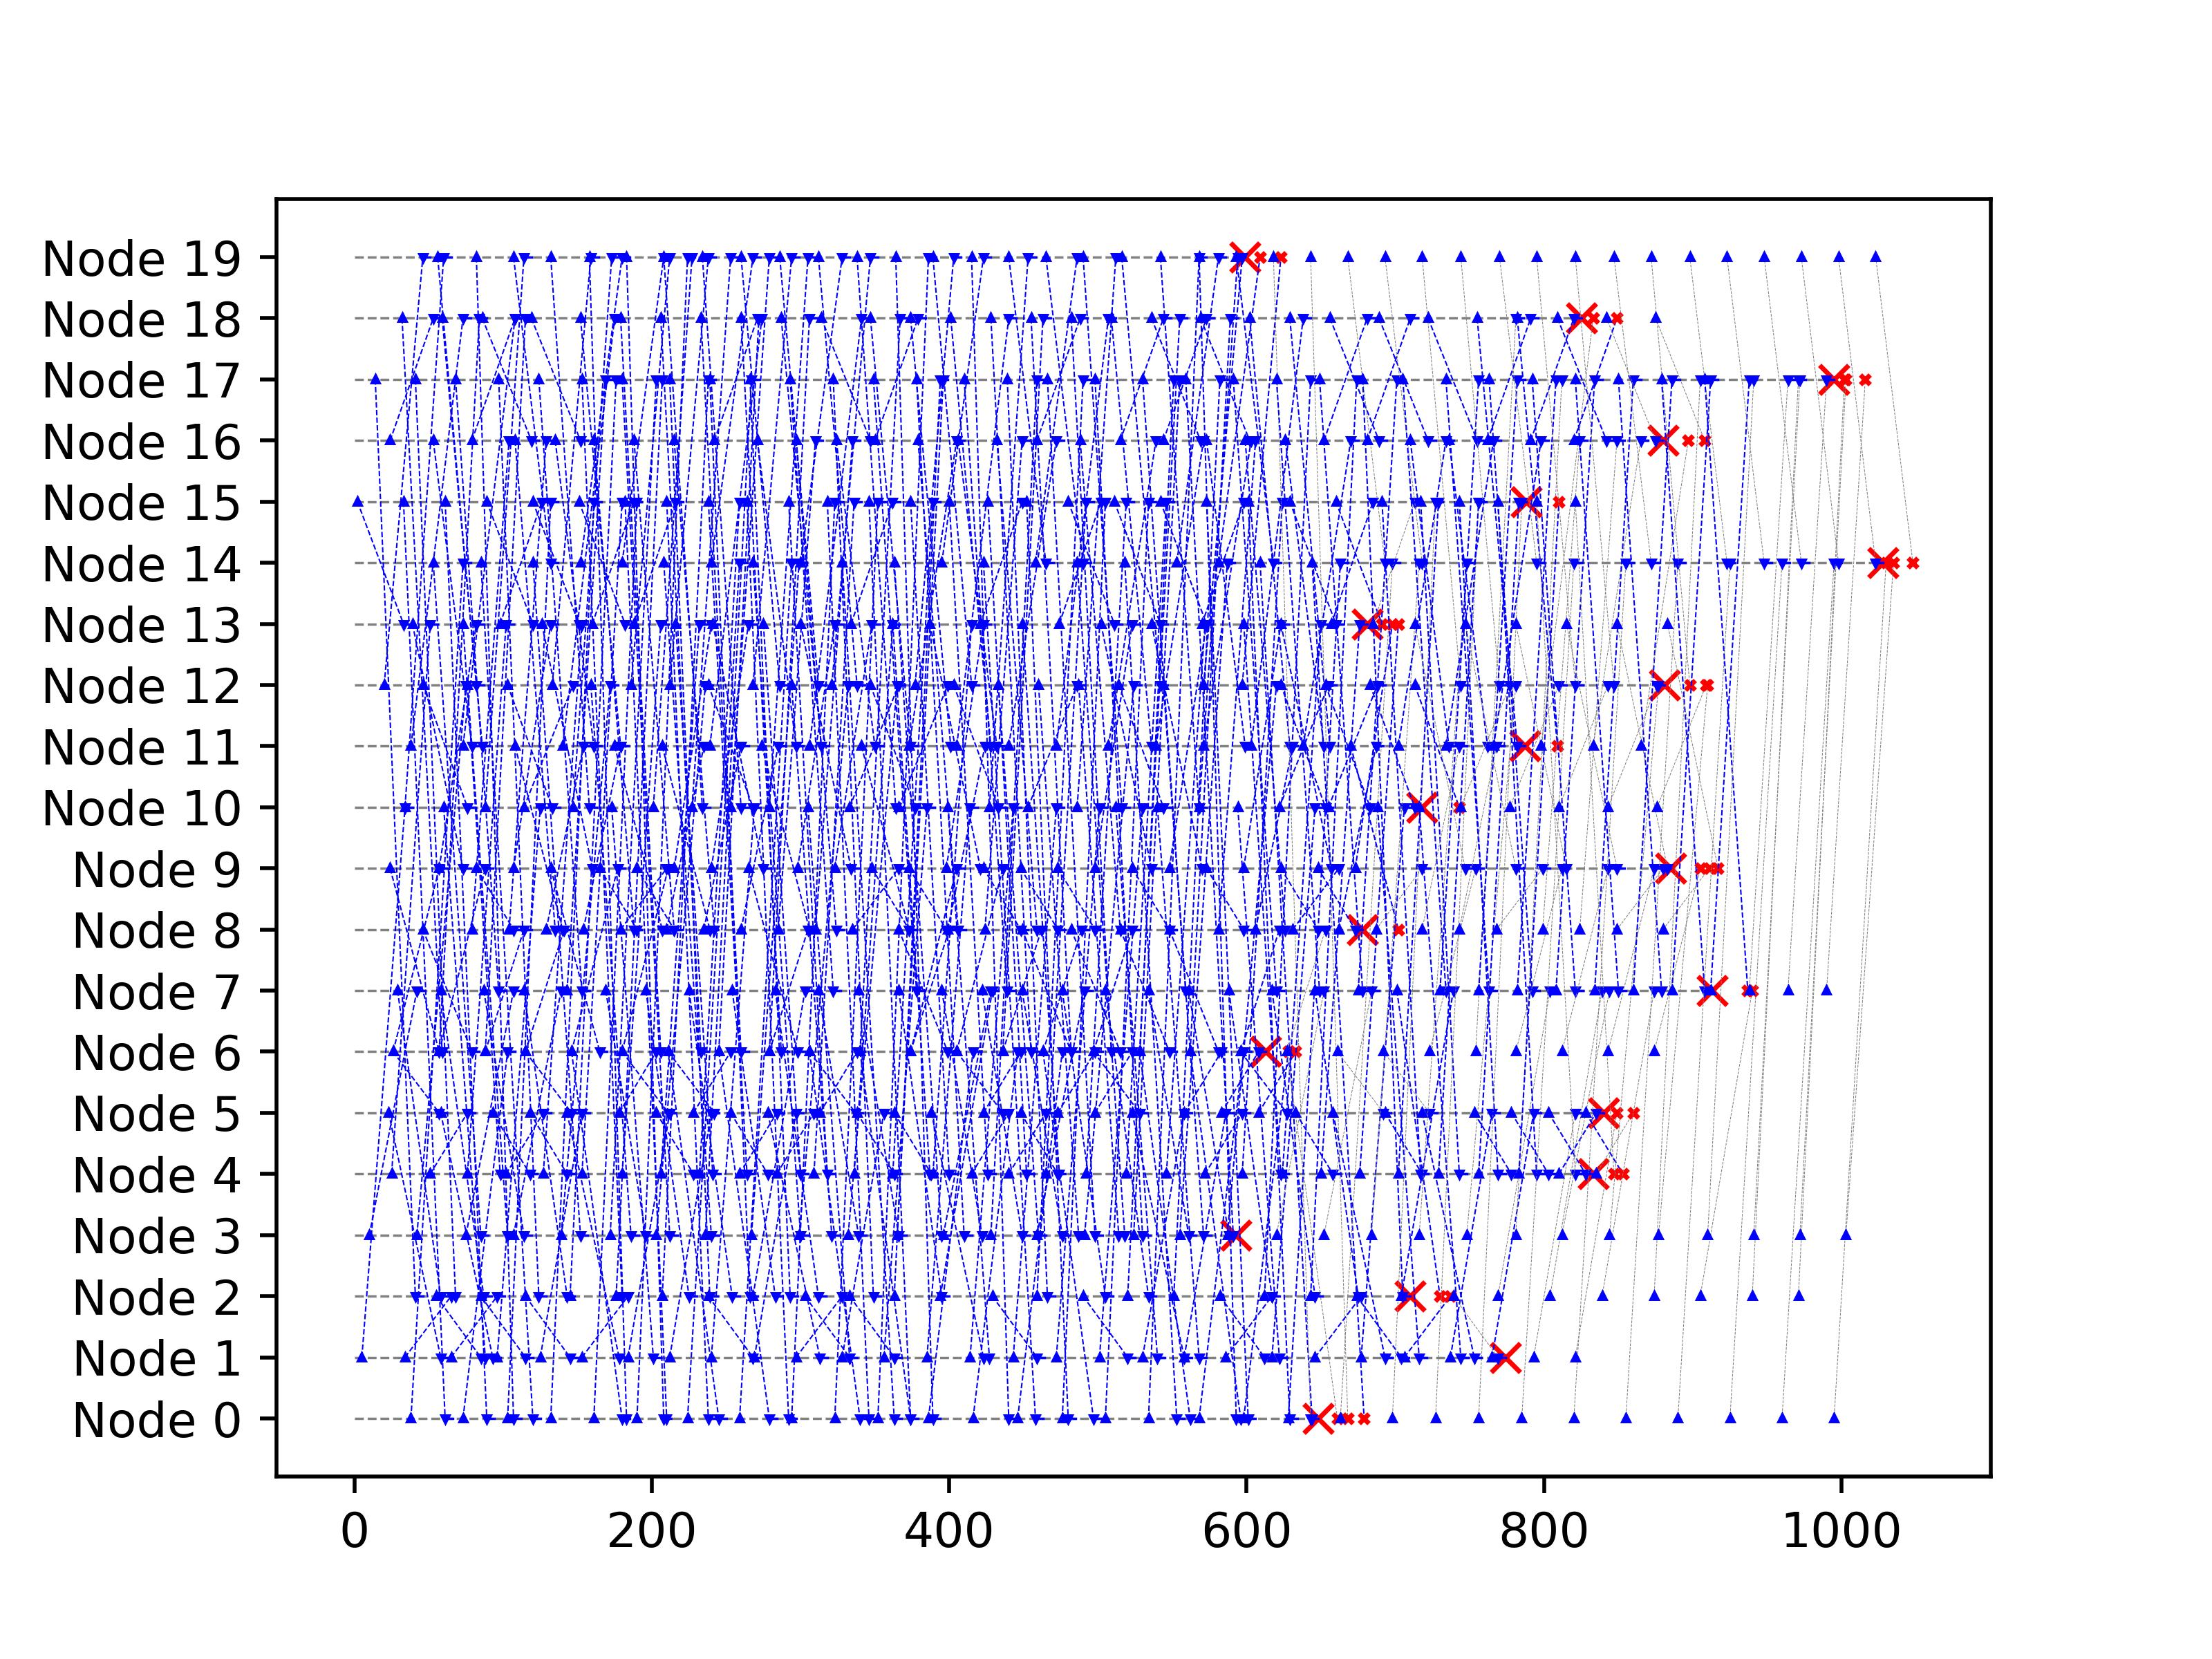 Node 19
Node 18
Node 17
Node 16
Node 15
Node 14
Node 13
Node 12
Node 11
Node 10
Node 9
Node 8
Node 7
Node 6
Node 5
Node 4
Node 3
Node 2
Node 1
Node 0
0 200 400 600 800 1000